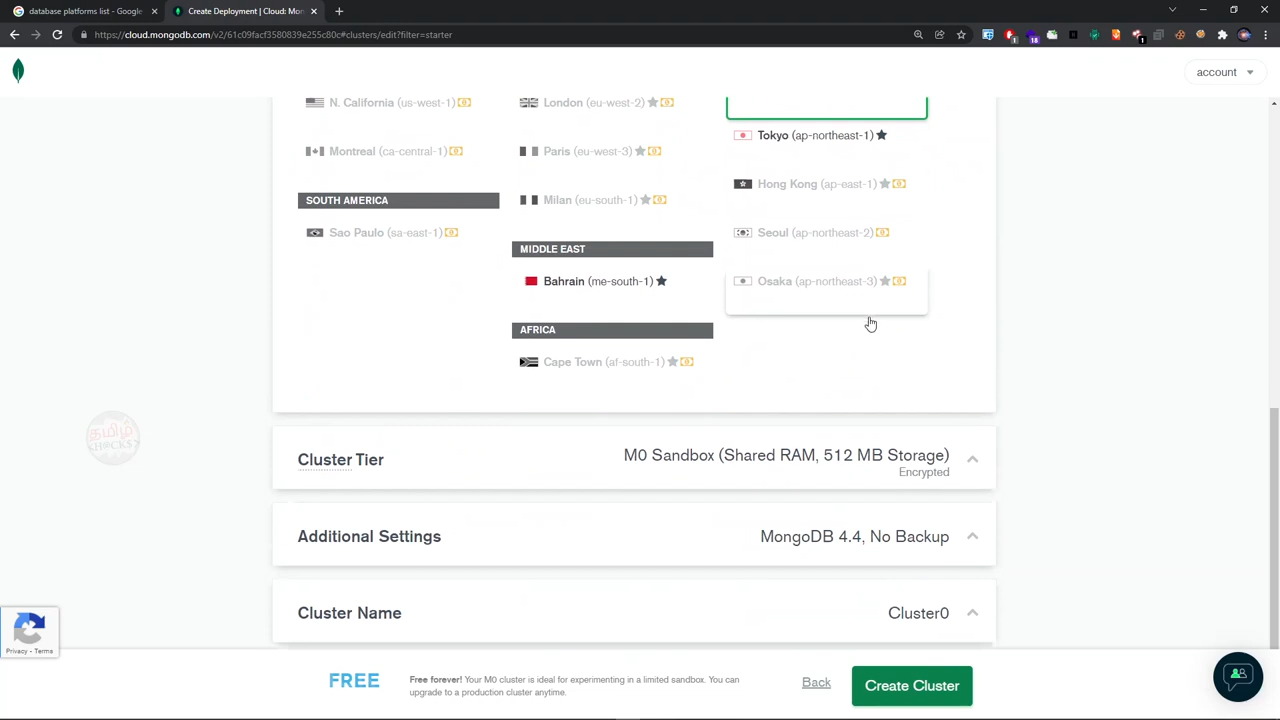 database platforms list - Google
Create Deployment | Cloud: Mon
https://cloud.mongodb.com/v2/61c09facf3580839e255c80c#clusters/edit?filter=starter
1
18
1
account
N. California (us-west-1)
Montreal (ca-central-1)
SOUTH AMERICA
Sao Paulo (sa-east-1)
London (eu-west-2)
Paris (eu-west-3)
Milan (eu-south-1)
MIDDLE EAST
Bahrain (me-south-1)
AFRICA
Cape Town (af-south-1)
Tokyo (ap-northeast-1)
Hong Kong (ap-east-1)
Seoul (ap-northeast-2)
Osaka (ap-northeast-3)
தமிழ்
HACKS
Cluster Tier
M0 Sandbox (Shared RAM, 512 MB Storage)
Encrypted
Additional Settings
MongoDB 4.4, No Backup
Cluster Name
Cluster0
Privacy - Terms
FREE
Free forever! Your M0 cluster is ideal for experimenting in a limited sandbox. You can
upgrade to a production cluster anytime.
Back
Create Cluster